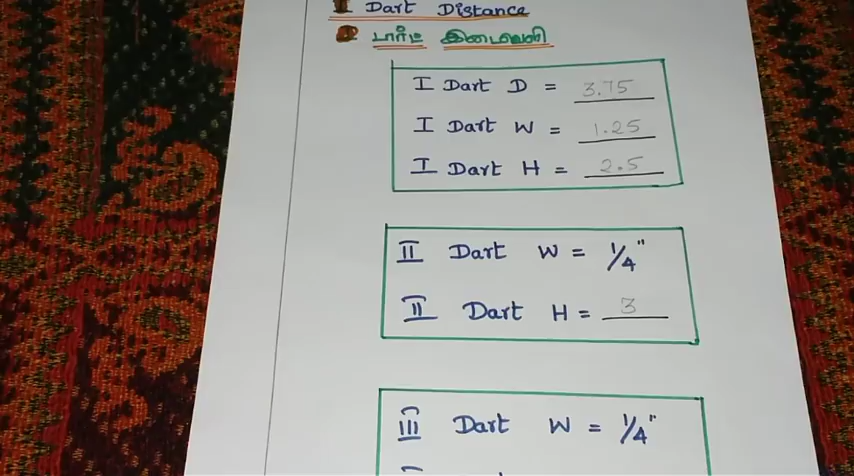 I Dart Distance
டார்ட் இடைவெளி
I Dart D = 3.75
I Dart W = 1.25
I Dart H = 2.5
II Dart W = 1/4"
II Dart H = 3
III Dart W = 1/4"